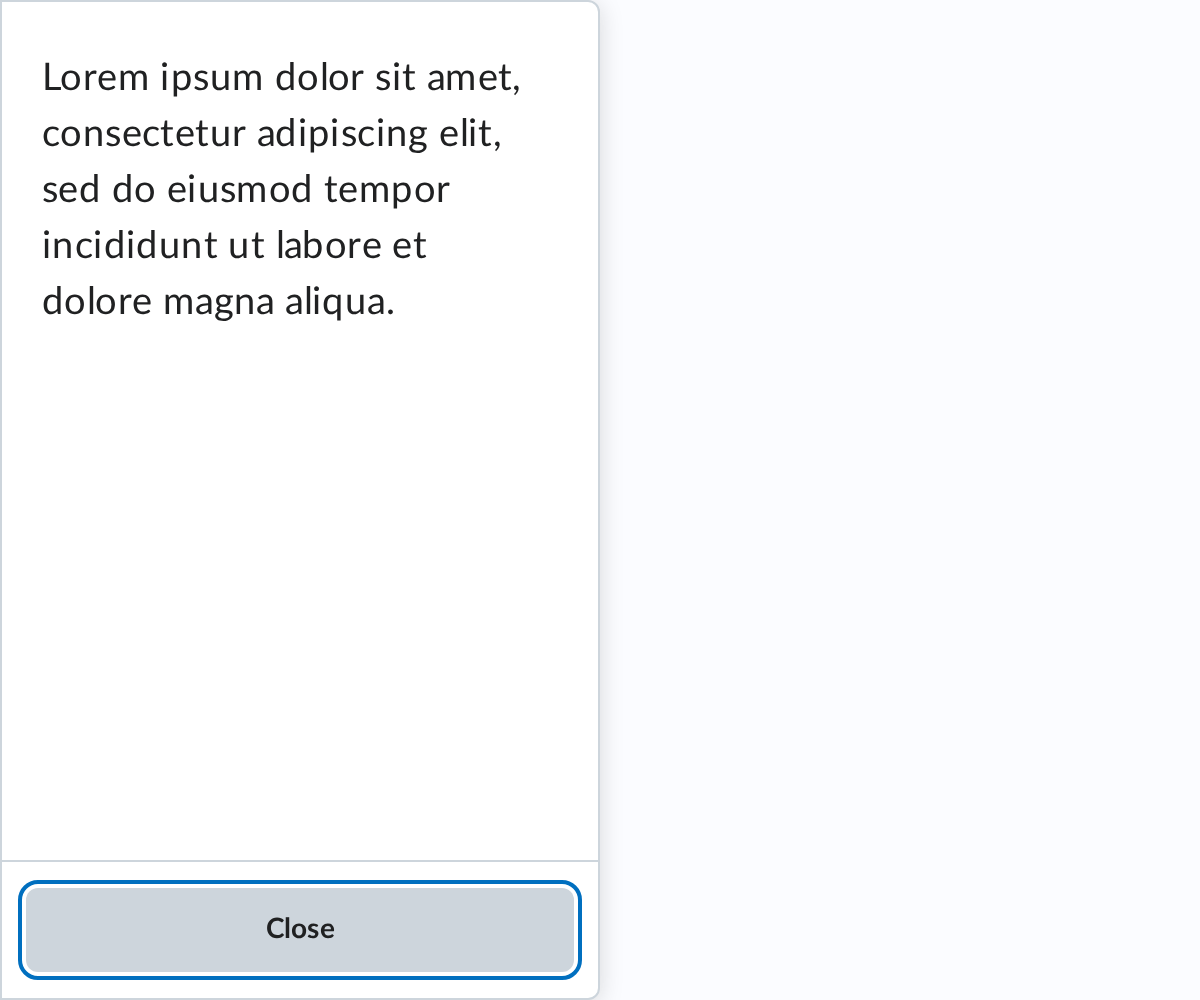 Lorem ipsum dolor sit amet,
consectetur adipiscing elit,
sed do eiusmod tempor
incididunt ut labore et
dolore magna aliqua.
Close